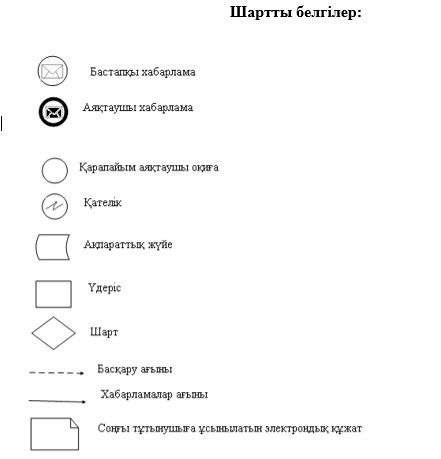 Шартты белгілер:
Бастапқы хабарлама
Аяқтаушы хабарлама
Қарапайым аяқтаушы оқиға
Қателік
Ақпараттық жүйе
Үдеріс
Шарт
Басқару ағыны
Хабарламалар ағыны
Соңғы тұтынушыға ұсынылатын электрондық құжат